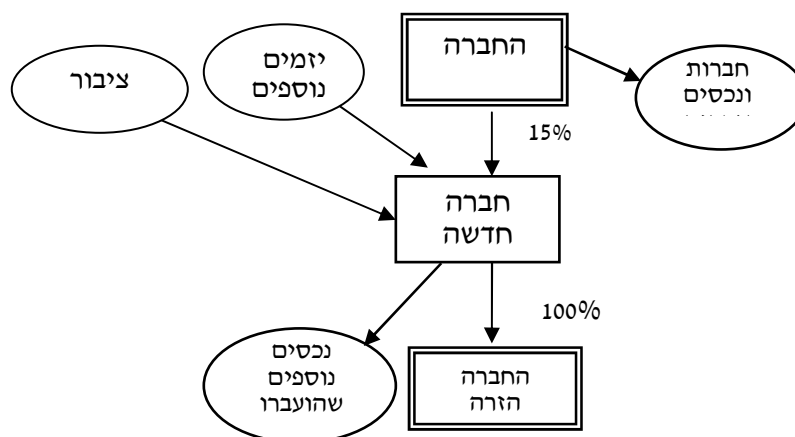 החברה
יזמים
נוספים
ציבור
חברות
ונכסים
15%
חברה
חדשה
100%
נכסים
נוספים
שהועברו
החברה
הזרה